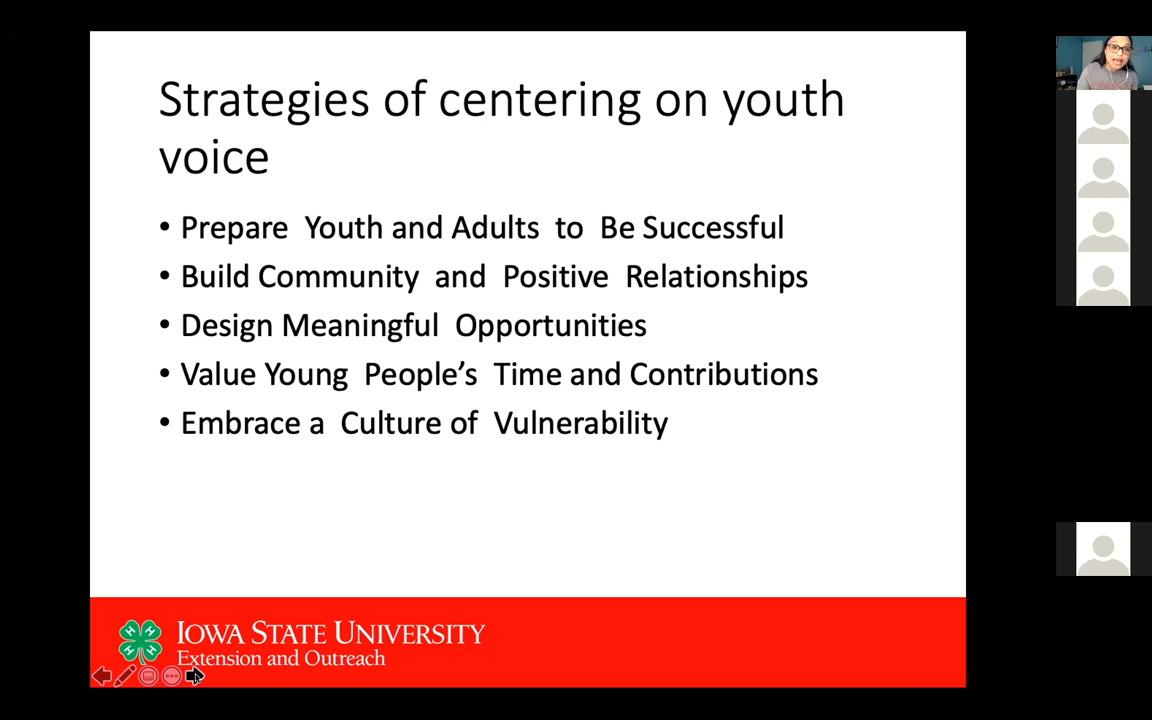 Strategies of centering on youth
voice
• Prepare Youth and Adults to Be Successful
• Build Community and Positive Relationships
• Design Meaningful Opportunities
• Value Young People’s Time and Contributions
• Embrace a Culture of Vulnerability
H H H H
IOWA STATE UNIVERSITY
Extension and Outreach